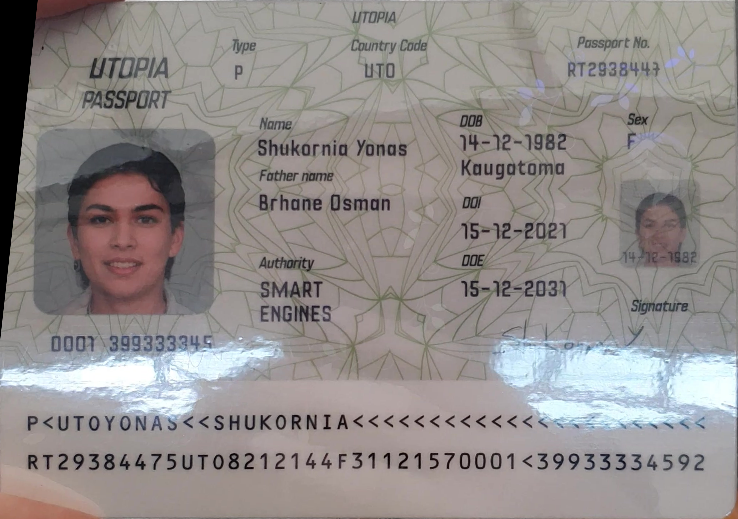 UTOPIA
UTOPIA
PASSPORT
Type
P
Country Code
UTO
Passport No.
RT2938447
Name
Shukornia Yonas
Father name
Brhane Osman
Authority
SMART
ENGINES
DOB
14-12-1982
Kaugatoma
DOI
15-12-2021
DOE
15-12-2031
Sex
F
14-12-1982
Signature
0001 399333345
P<UTOYONAS<<SHUKORNIA<<<<<<<<<<<<<<<<<<<<<<<
RT29384475UTO8212144F31121570001<39933334592